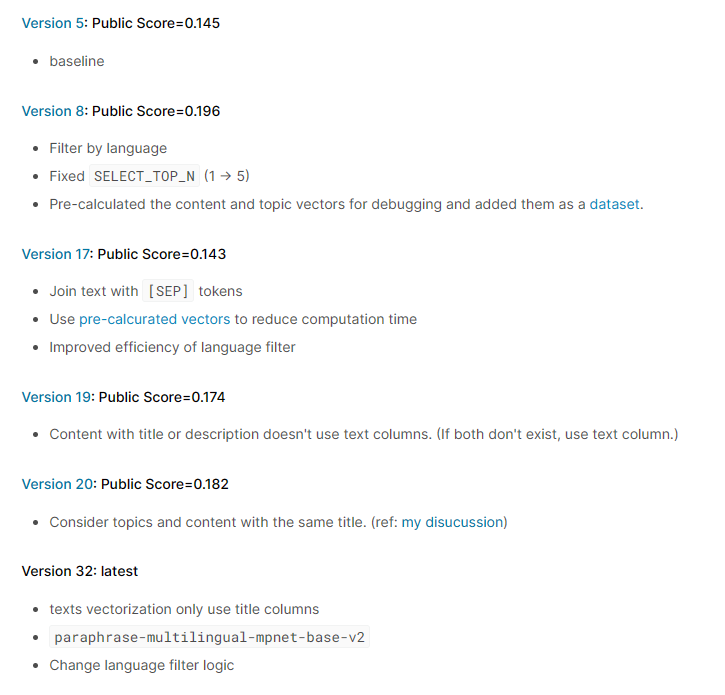 Version 5: Public Score=0.145
• baseline
Version 8: Public Score=0.196
• Filter by language
• Fixed SELECT_TOP_N (1 → 5)
• Pre-calculated the content and topic vectors for debugging and added them as a dataset.
Version 17: Public Score=0.143
• Join text with [SEP] tokens
• Use pre-calcurated vectors to reduce computation time
• Improved efficiency of language filter
Version 19: Public Score=0.174
• Content with title or description doesn't use text columns. (If both don't exist, use text column.)
Version 20: Public Score=0.182
• Consider topics and content with the same title. (ref: my disucussion)
Version 32: latest
• texts vectorization only use title columns
• paraphrase-multilingual-mpnet-base-v2
• Change language filter logic